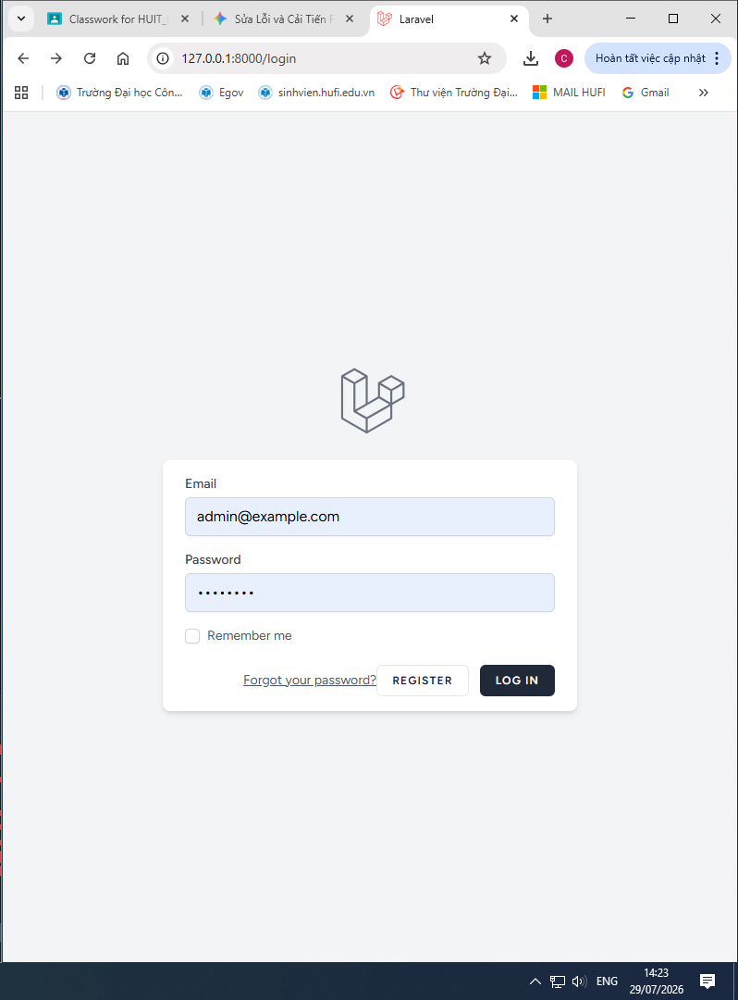 Classwork for HUIT_
Sửa Lỗi và Cải Tiến
Laravel
127.0.0.1:8000/login
C
Hoàn tất việc cập nhật
Trường Đại học Côn...
Egov
sinhvien.hufi.edu.vn
Thư viện Trường Đại...
MAIL HUFI
Gmail
Email
admin@example.com
Password
Remember me
Forgot your password?
REGISTER
LOG IN
ENG
14:23
29/07/2026